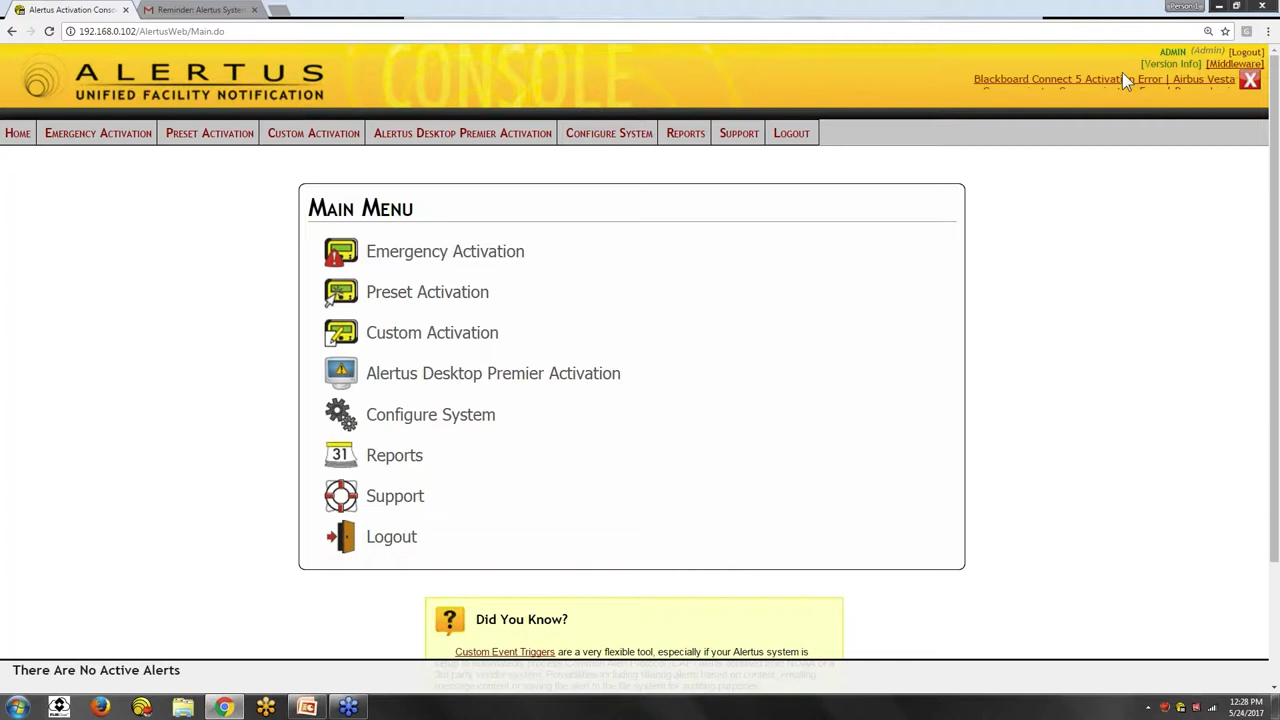 Alertus Activation Conso
Reminder: Alertus System
Person 1
192.168.0.102/AlertusWeb/Main.do
CONSOLE
ALERTUS
UNIFIED FACILITY NOTIFICATION
ADMIN (Admin) [Logout]
[Version Info] [Middleware]
Blackboard Connect 5 Activation Error | Airbus Vesta
HOME
EMERGENCY ACTIVATION
PRESET ACTIVATION
CUSTOM ACTIVATION
ALERTUS DESKTOP PREMIER ACTIVATION
CONFIGURE SYSTEM
REPORTS
SUPPORT
LOGOUT
MAIN MENU
Emergency Activation
Preset Activation
Custom Activation
Alertus Desktop Premier Activation
Configure System
31 Reports
Support
Logout
Did You Know?
Custom Event Triggers are a very flexible tool, especially if your Alertus system is
There Are No Active Alerts
12:28 PM
5/24/2017